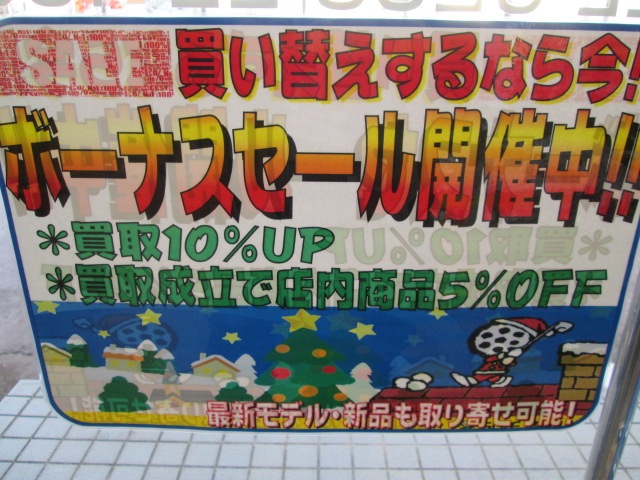 SALE
買い替えするなら今!
ボーナスセール開催中!!
*買取10%UP
*買取成立で店内商品5%OFF
最新モデル・新品も取り寄せ可能!